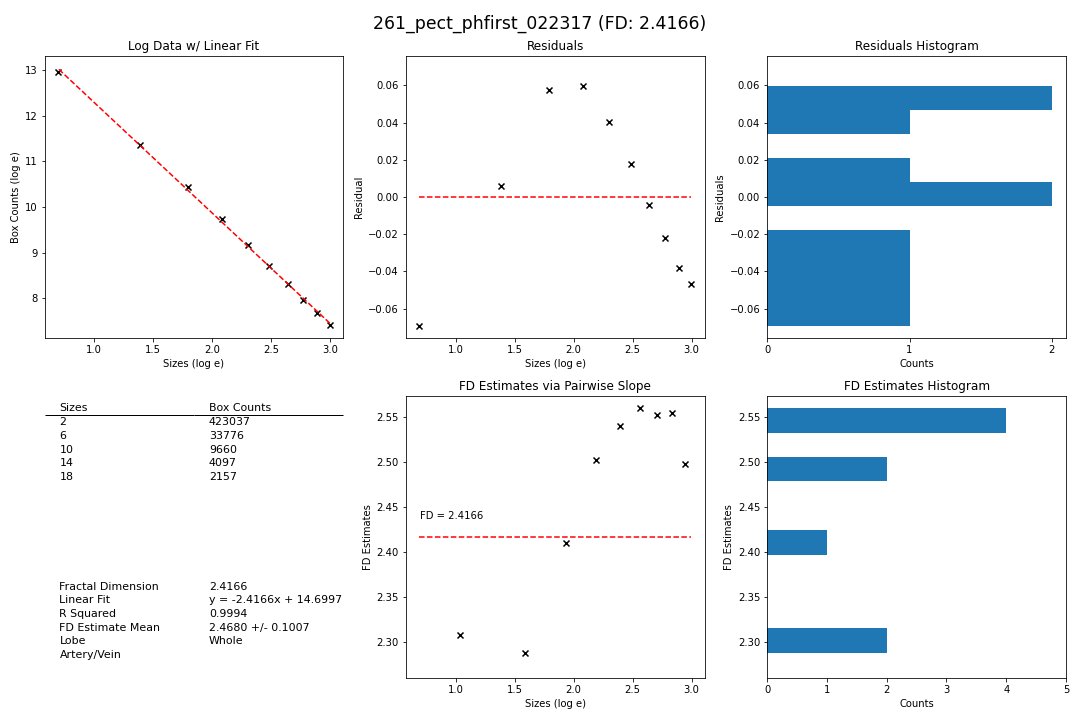 261_pect_phfirst_022317 (FD: 2.4166)
Log Data w/ Linear Fit
Box Counts (log e)
13
12
11
10
9
8
1.0 1.5 2.0 2.5 3.0
Sizes (log e)
Residuals
Residual
0.06
0.04
0.02
0.00
−0.02
−0.04
−0.06
1.0 1.5 2.0 2.5 3.0
Sizes (log e)
Residuals Histogram
Residuals
0.06
0.04
0.02
0.00
−0.02
−0.04
−0.06
0 1 2
Counts
Sizes Box Counts
2 423037
6 33776
10 9660
14 4097
18 2157
Fractal Dimension 2.4166
Linear Fit y = -2.4166x + 14.6997
R Squared 0.9994
FD Estimate Mean 2.4680 +/- 0.1007
Lobe Whole
Artery/Vein
FD Estimates via Pairwise Slope
FD Estimates
2.55
2.50
2.45
2.40
2.35
2.30
FD = 2.4166
1.0 1.5 2.0 2.5 3.0
Sizes (log e)
FD Estimates Histogram
FD Estimates
2.55
2.50
2.45
2.40
2.35
2.30
0 1 2 3 4 5
Counts